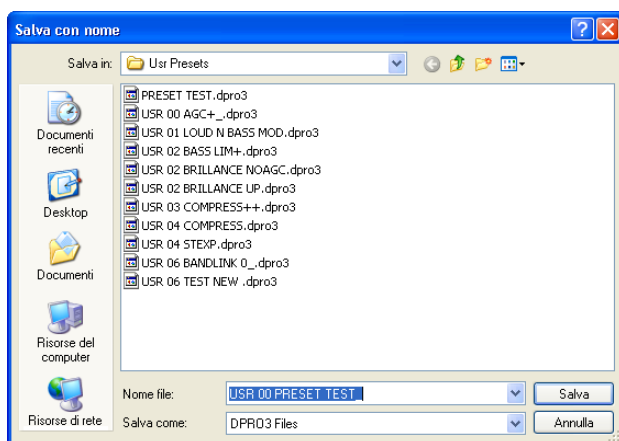 Salva con nome
Salva in:
Usr Presets
PRESET TEST.dpro3
USR 00 AGC+_.dpro3
USR 01 LOUD N BASS MOD.dpro3
USR 02 BASS LIM+.dpro3
USR 02 BRILLANCE NOAGC.dpro3
USR 02 BRILLANCE UP.dpro3
USR 03 COMPRESS++.dpro3
USR 04 COMPRESS.dpro3
USR 04 STEXP.dpro3
USR 06 BANDLINK 0_.dpro3
USR 06 TEST NEW .dpro3
Documenti
recenti
Desktop
Documenti
Risorse del
computer
Risorse di rete
Nome file:
USR 00 PRESET TEST_
Salva
Salva come:
DPRO3 Files
Annulla